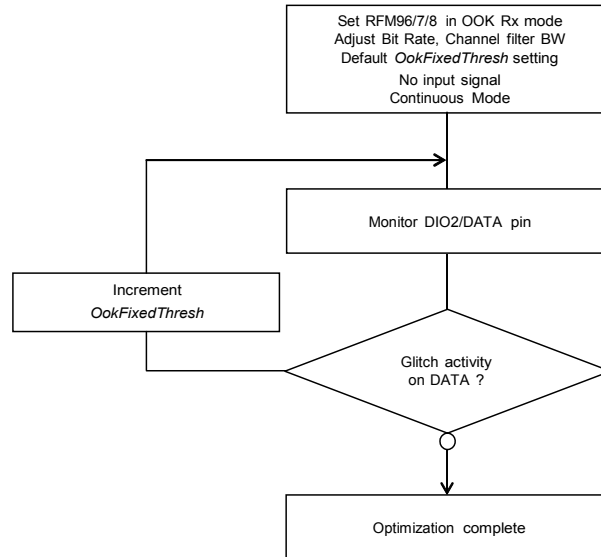 Set RFM96/7/8 in OOK Rx mode
Adjust Bit Rate, Channel filter BW
Default OokFixedThresh setting
No input signal
Continuous Mode
Monitor DIO2/DATA pin
Increment
OokFixedThresh
Glitch activity
on DATA ?
Optimization complete